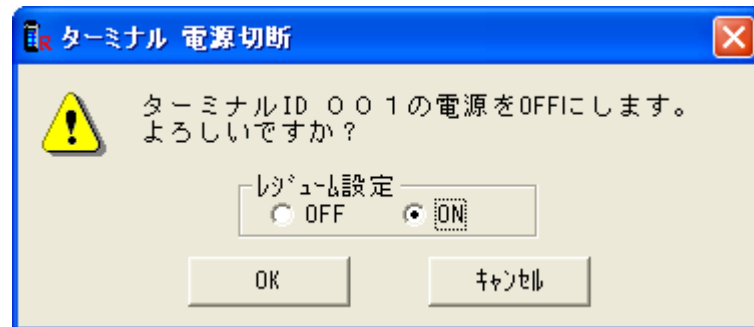 R
ターミナル 電源切断
ターミナルID ００１の電源をOFFにします。
よろしいですか？
ﾚｼﾞｭｰﾑ設定
OFF ON
OK ｷｬﾝｾﾙ